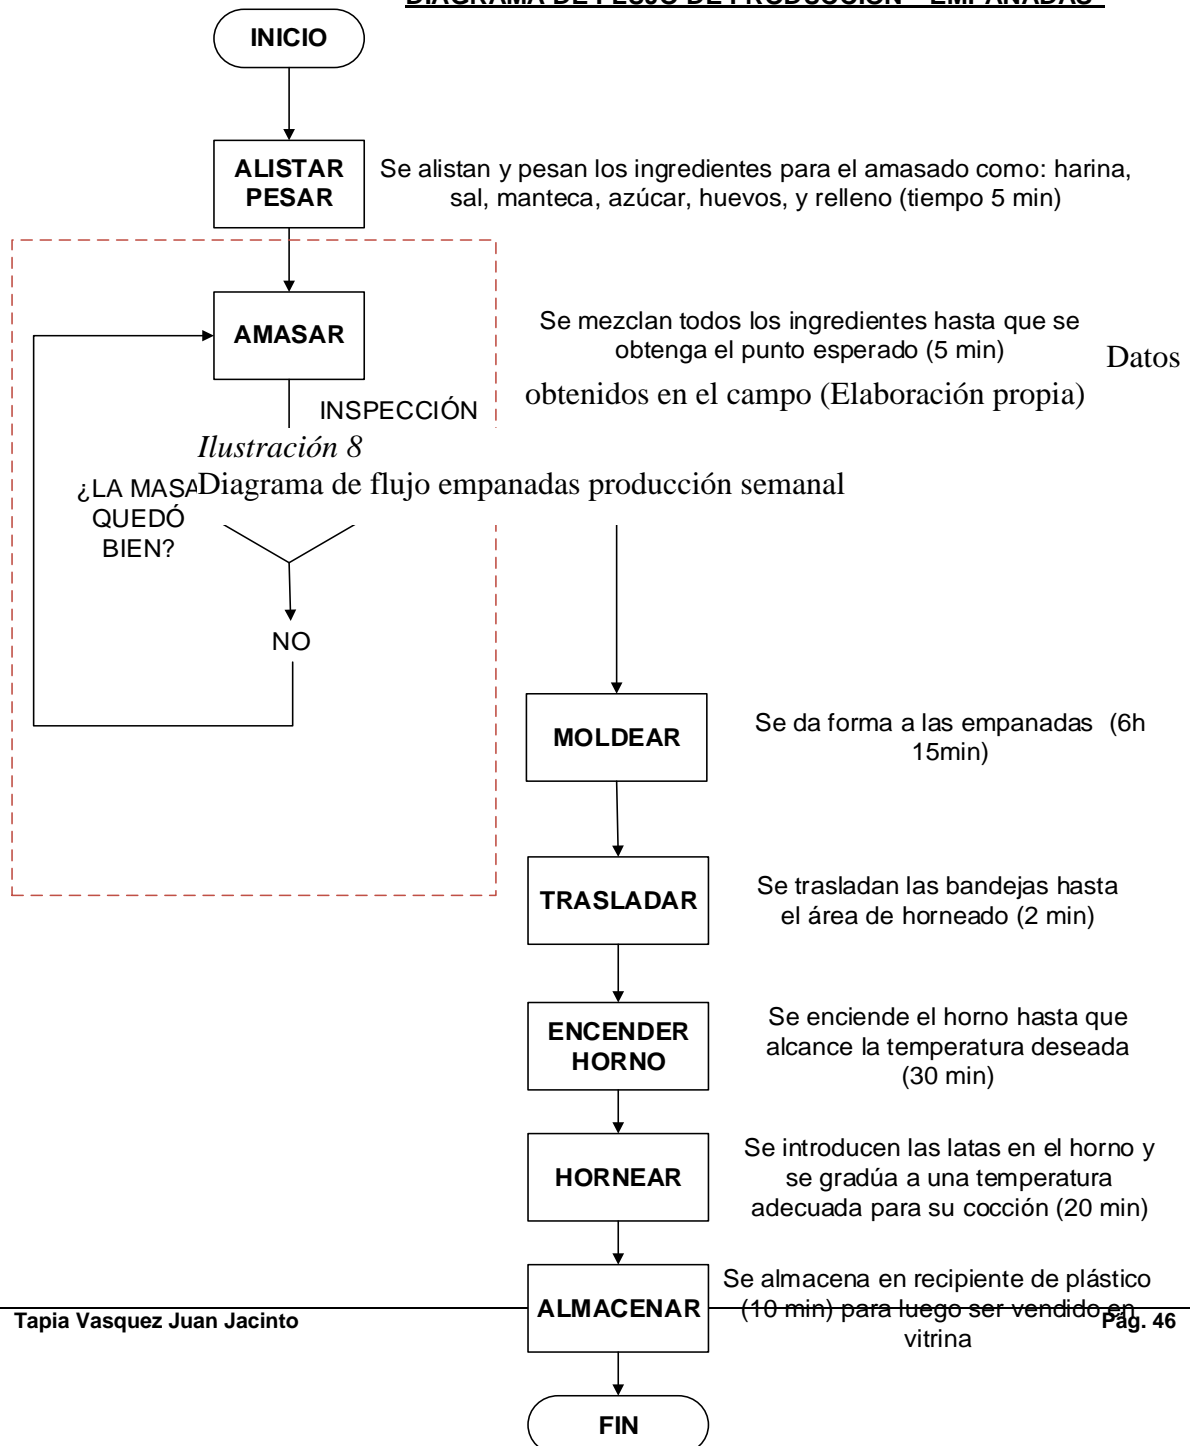 DIAGRAMA DE FLUJO DE PRODUCCIÓN "EMPANADAS"
INICIO
ALISTAR
PESAR
Se alistan y pesan los ingredientes para el amasado como: harina,
sal, manteca, azúcar, huevos, y relleno (tiempo 5 min)
AMASAR
Se mezclan todos los ingredientes hasta que se
obtenga el punto esperado (5 min)
Datos
obtenidos en el campo (Elaboración propia)
INSPECCIÓN
Ilustración 8
Diagrama de flujo empanadas producción semanal
¿LA MASA
QUEDÓ
BIEN?
NO
MOLDEAR
Se da forma a las empanadas (6h
15min)
TRASLADAR
Se trasladan las bandejas hasta
el área de horneado (2 min)
ENCENDER
HORNO
Se enciende el horno hasta que
alcance la temperatura deseada
(30 min)
HORNEAR
Se introducen las latas en el horno y
se gradúa a una temperatura
adecuada para su cocción (20 min)
ALMACENAR
Se almacena en recipiente de plástico
(10 min) para luego ser vendido en
vitrina
Tapia Vasquez Juan Jacinto
Pág. 46
FIN